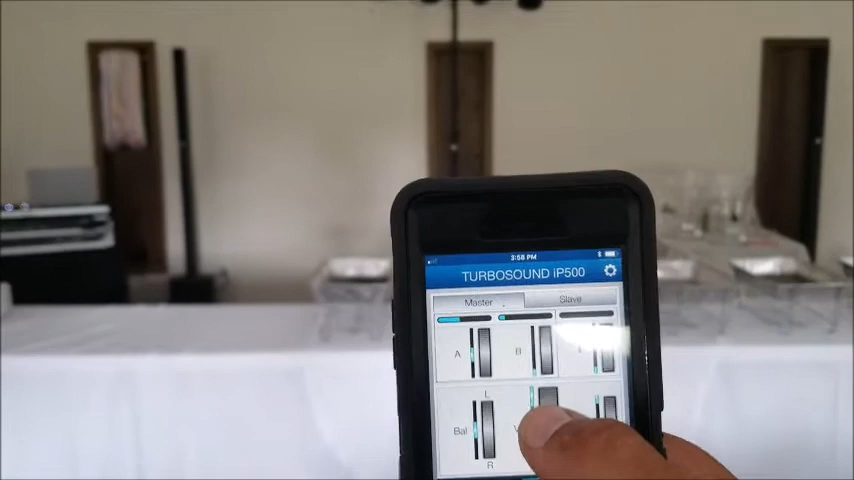 3:58 PM
TURBOSOUND iP500
Master
Slave
A
B
L
Bal
R